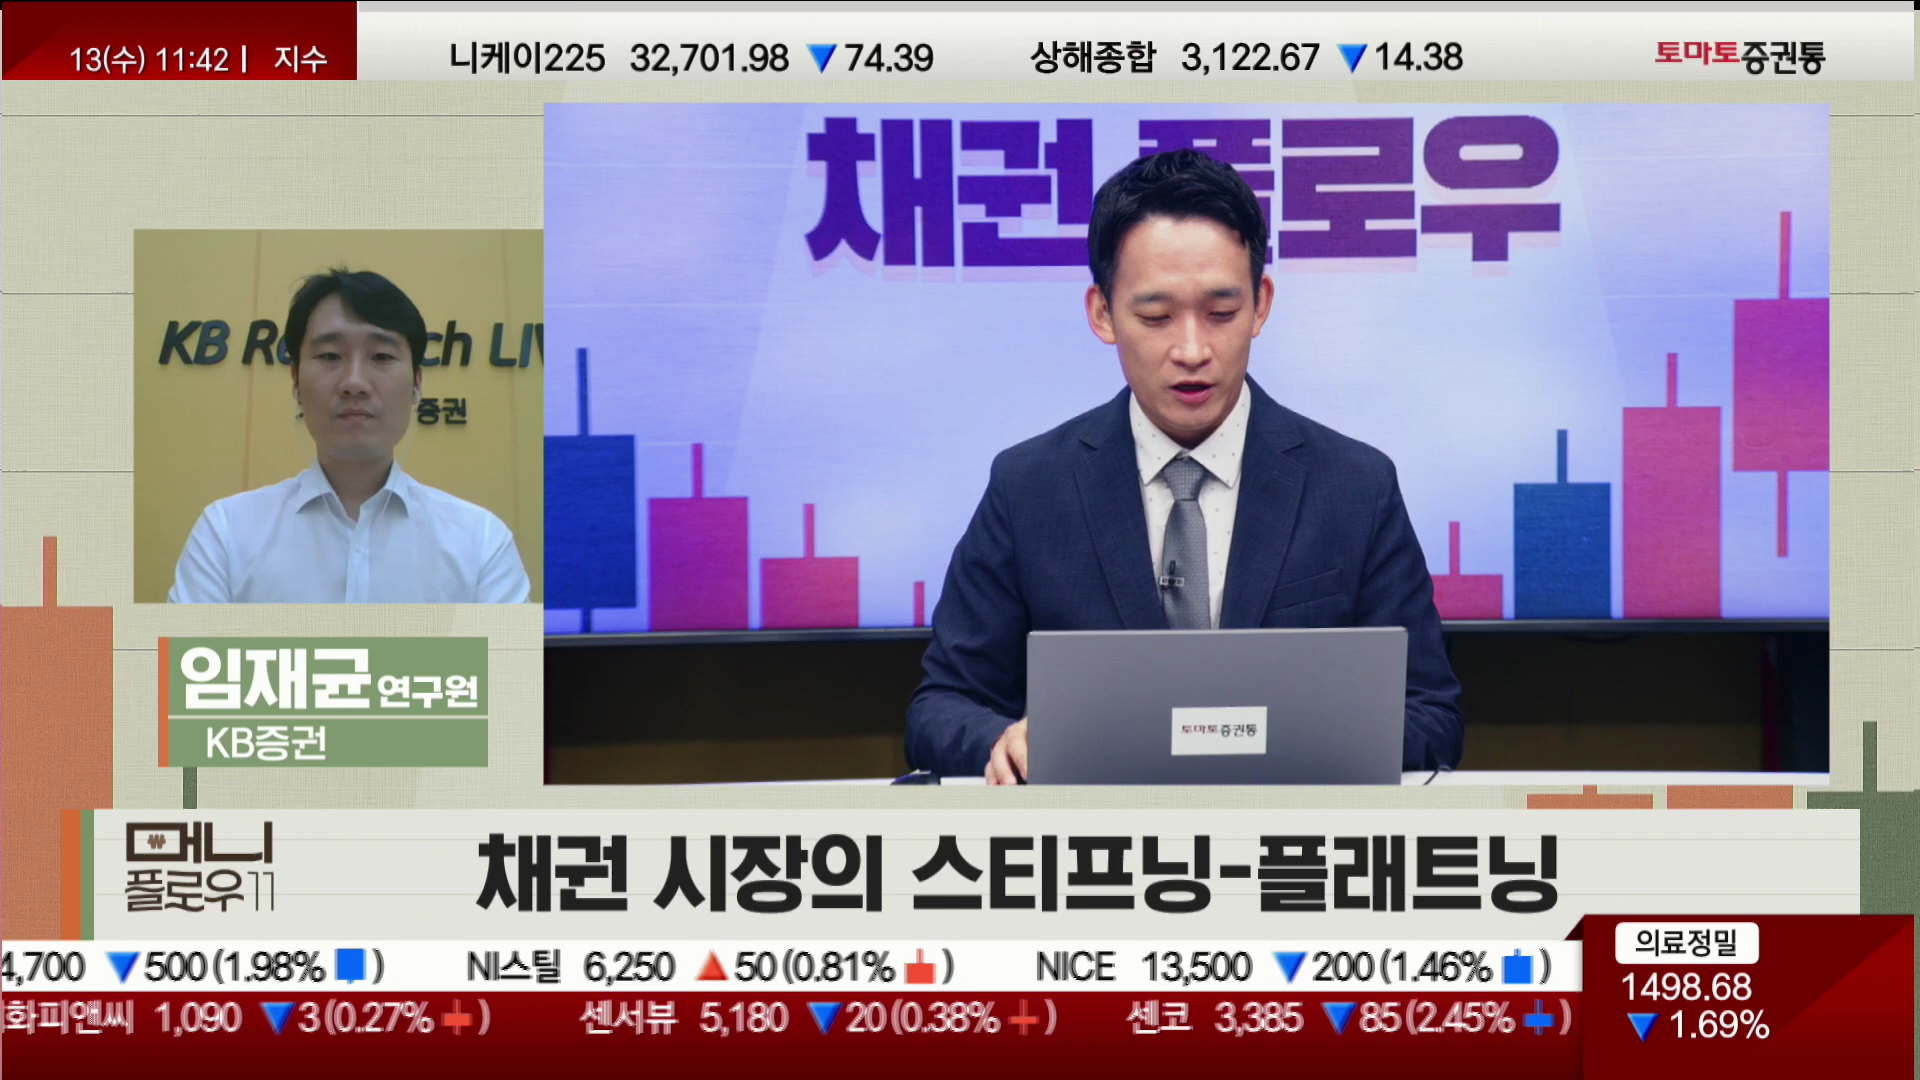 13(수) 11:42 | 지수
니케이225 32,701.98 ▼74.39 상해종합 3,122.67 ▼14.38
토마토증권통
채권 플로우
KB Re ch LIV
증권
임재균 연구원
KB증권
토마토증권통
머니
플로우11
채권 시장의 스티프닝-플래트닝
4,700 ▼500(1.98% ) NI스틸 6,250 ▲50(0.81% ) NICE 13,500 ▼200(1.46% )
화피앤씨 1,090 ▼3(0.27% ) 센서뷰 5,180 ▼20(0.38% ) 센코 3,385 ▼85(2.45% )
의료정밀
1498.68
▼ 1.69%